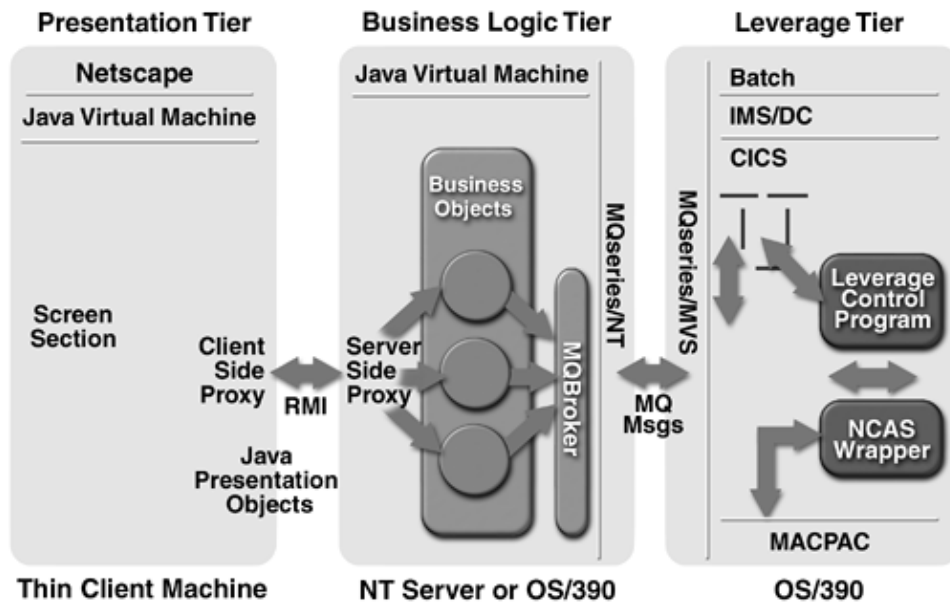 Presentation Tier
Business Logic Tier
Leverage Tier
Netscape
Java Virtual Machine
Screen
Section
Client
Side
Proxy
RMI
Java
Presentation
Objects
Java Virtual Machine
Business
Objects
Server
Side
Proxy
MQBroker
MQseries/NT
MQ
Msgs
MQseries/MVS
Batch
IMS/DC
CICS
Leverage
Control
Program
NCAS
Wrapper
MACPAC
Thin Client Machine
NT Server or OS/390
OS/390